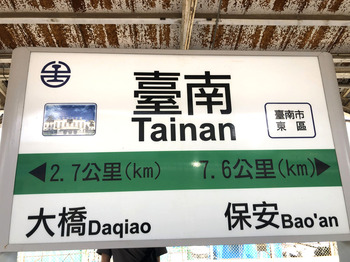 臺南
Tainan
臺南市
東區
◀2.7公里(km) 7.6公里(km)▶
大橋Daqiao 保安Bao'an